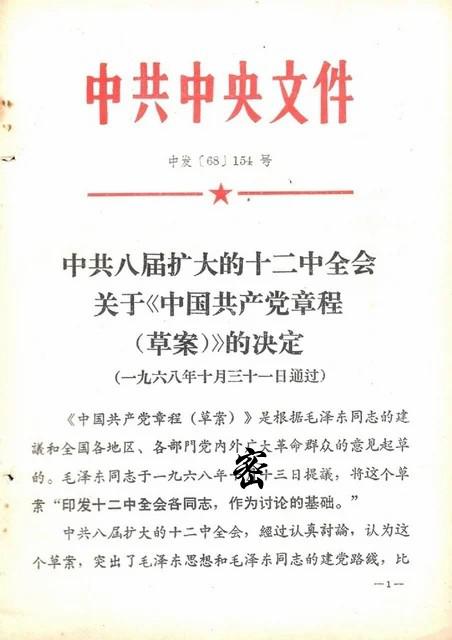 中共中央文件
中发〔68〕154号
中共八届扩大的十二中全会
关于《中国共产党章程
(草案)》的决定
(一九六八年十月三十一日通过)
《中国共产党章程(草案)》是根据毛泽东同志的建
議和全国各地区、各部門党内外广大革命群众的意见起草
的。毛泽东同志于一九六八年十三日提議,将这个草
密
案“印发十二中全会各同志,作为讨论的基础。”
中共八届扩大的十二中全会,經过认真討論,认为这
个草案,突出了毛泽东思想和毛泽东同志的建党路线,比
—1—